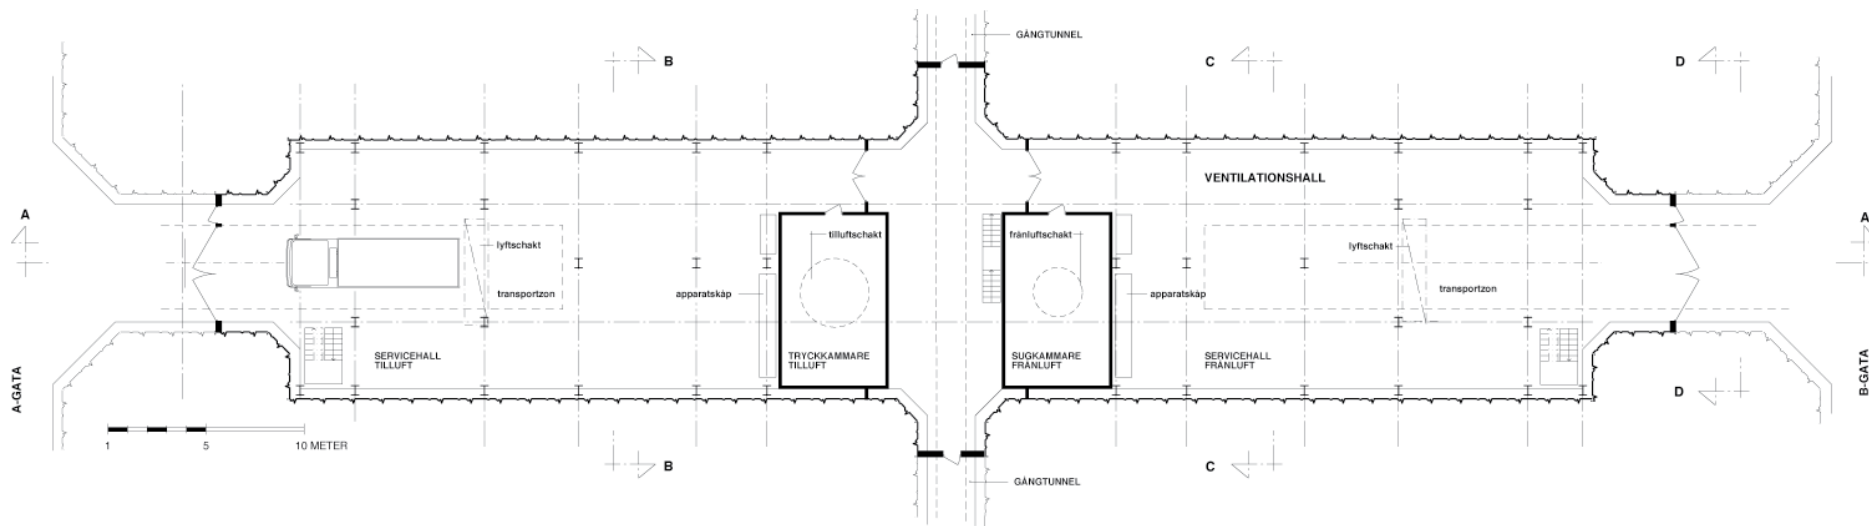 GÅNGTUNNEL
B
C
D
VENTILATIONSHALL
A
A
tilluftschakt
frånluftschakt
lyftschakt
lyftschakt
transportzon
apparatskåp
apparatskåp
transportzon
SERVICEHALL
TILLUFT
TRYCKKAMMARE
TILLUFT
SUGKAMMARE
FRÅNLUFT
SERVICEHALL
FRÅNLUFT
A-GATA
B-GATA
D
1 5 10 METER
B
C
GÅNGTUNNEL